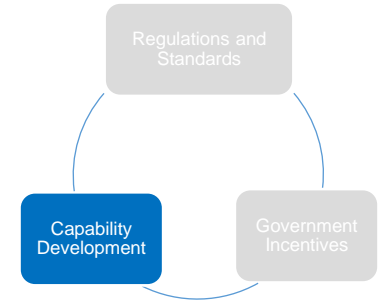 Regulations and
Standards
Capability
Development
Government
Incentives